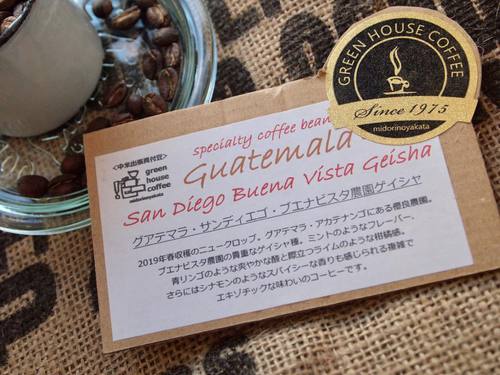 GREEN HOUSE COFFEE
Since 1975
midorinoyakata
<中米出張買付豆>
green
house
coffee
midorinoyakata
specialty coffee bean
Guatemala
San Diego Buena Vista Geisha
グアテマラ・サンディエゴ・ブエナビスタ農園ゲイシャ
2019年春収穫のニュークロップ。グアテマラ・アカテナンゴにある優良農園。
ブエナビスタ農園の貴重なゲイシャ種。ミントのようなフレーバー、
青リンゴのような爽やかな酸と際立つライムのような柑橘感。
さらにはシナモンのようなスパイシーな香りも感じられる複雑で
エキゾチックな味わいのコーヒーです。